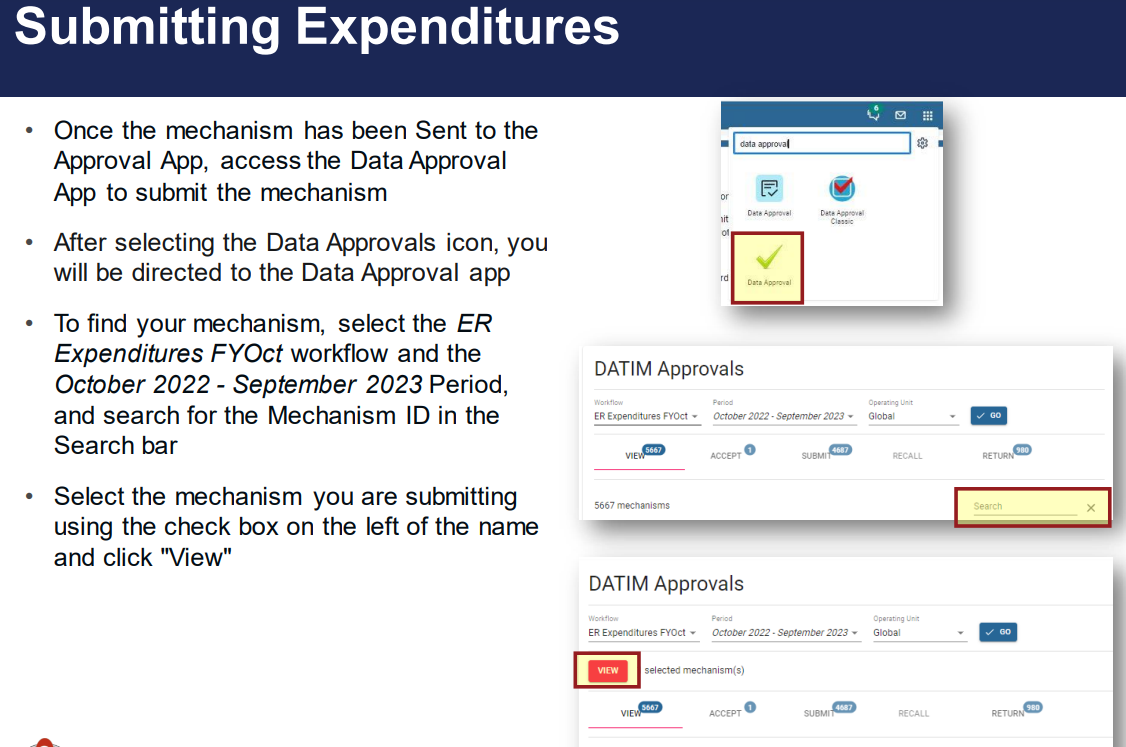 Submitting Expenditures
• Once the mechanism has been Sent to the
Approval App, access the Data Approval
App to submit the mechanism
• After selecting the Data Approvals icon, you
will be directed to the Data Approval app
• To find your mechanism, select the ER
Expenditures FYOct workflow and the
October 2022 - September 2023 Period,
and search for the Mechanism ID in the
Search bar
• Select the mechanism you are submitting
using the check box on the left of the name
and click "View"
6
data approval
or
Data Approval
Data Approval
Classic
nit
of
rd
Data Approval
DATIM Approvals
Workflow
Period
Operating Unit
ER Expenditures FYOct
October 2022 - September 2023
Global
GO
VIEW 5667
ACCEPT 1
SUBMIT 4687
RECALL
RETURN 980
5667 mechanisms
Search
DATIM Approvals
Workflow
Period
Operating Unit
ER Expenditures FYOct
October 2022 - September 2023
Global
GO
VIEW
selected mechanism(s)
VIEW 5667
ACCEPT 1
SUBMIT 4687
RECALL
RETURN 980